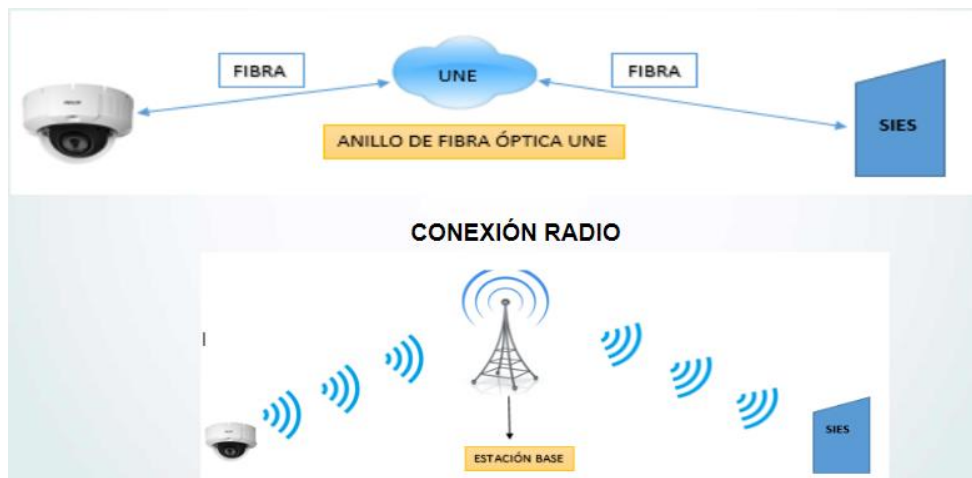 FIBRA
UNE
FIBRA
SIES
ANILLO DE FIBRA ÓPTICA UNE
CONEXIÓN RADIO
SIES
ESTACIÓN BASE